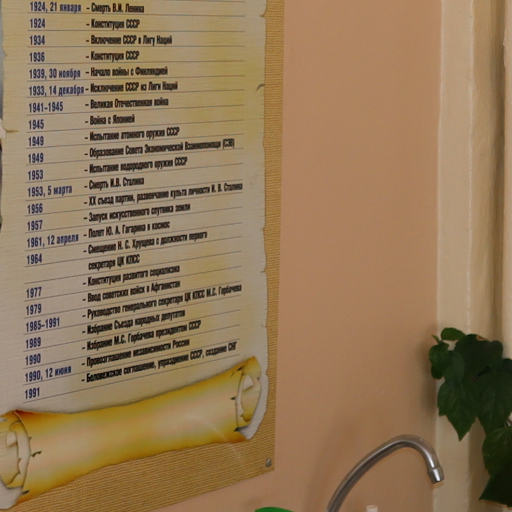 1924, 21 января – Смерть В.И. Ленина
1924 – Конституция СССР
1934 – Включение СССР в Лигу Наций
1936 – Конституция СССР
1939, 30 ноября – Начало войны с Финляндией
1933, 14 декабря – Исключение СССР из Лиги Наций
1941–1945 – Великая Отечественная война
1945 – Война с Японией
1949 – Испытание атомного оружия СССР
1949 – Образование Совета Экономической Взаимопомощи (СЭВ)
1953 – Испытание водородного оружия СССР
1953, 5 марта – Смерть И.В. Сталина
1956 – XX съезд партии, развенчание культа личности И. В. Сталина
1957 – Запуск искусственного спутника земли
1961, 12 апреля – Полет Ю. А. Гагарина в космос
1964 – Смещение Н. С. Хрущева с должности первого
секретаря ЦК КПСС
1977 – Конституция развитого социализма
1979 – Ввод советских войск в Афганистан
1985–1991 – Руководство генерального секретаря ЦК КПСС М.С. Горбачева
1989 – Избрание Съезда народных депутатов
1990 – Избрание М.С. Горбачева президентом СССР
1990, 12 июня – Провозглашение независимости России
1991 – Беловежское соглашение, упразднение СССР, создание СНГ